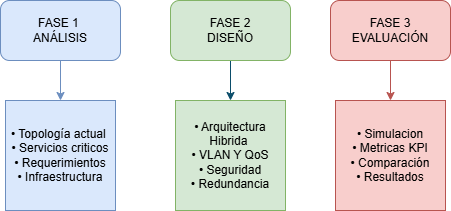 FASE 1
ANÁLISIS
FASE 2
DISEÑO
FASE 3
EVALUACIÓN
• Topología actual
• Servicios criticos
• Requerimientos
• Infraestructura
• Arquitectura
Hibrida
• VLAN Y QoS
• Seguridad
• Redundancia
• Simulacion
• Metricas KPI
• Comparación
• Resultados